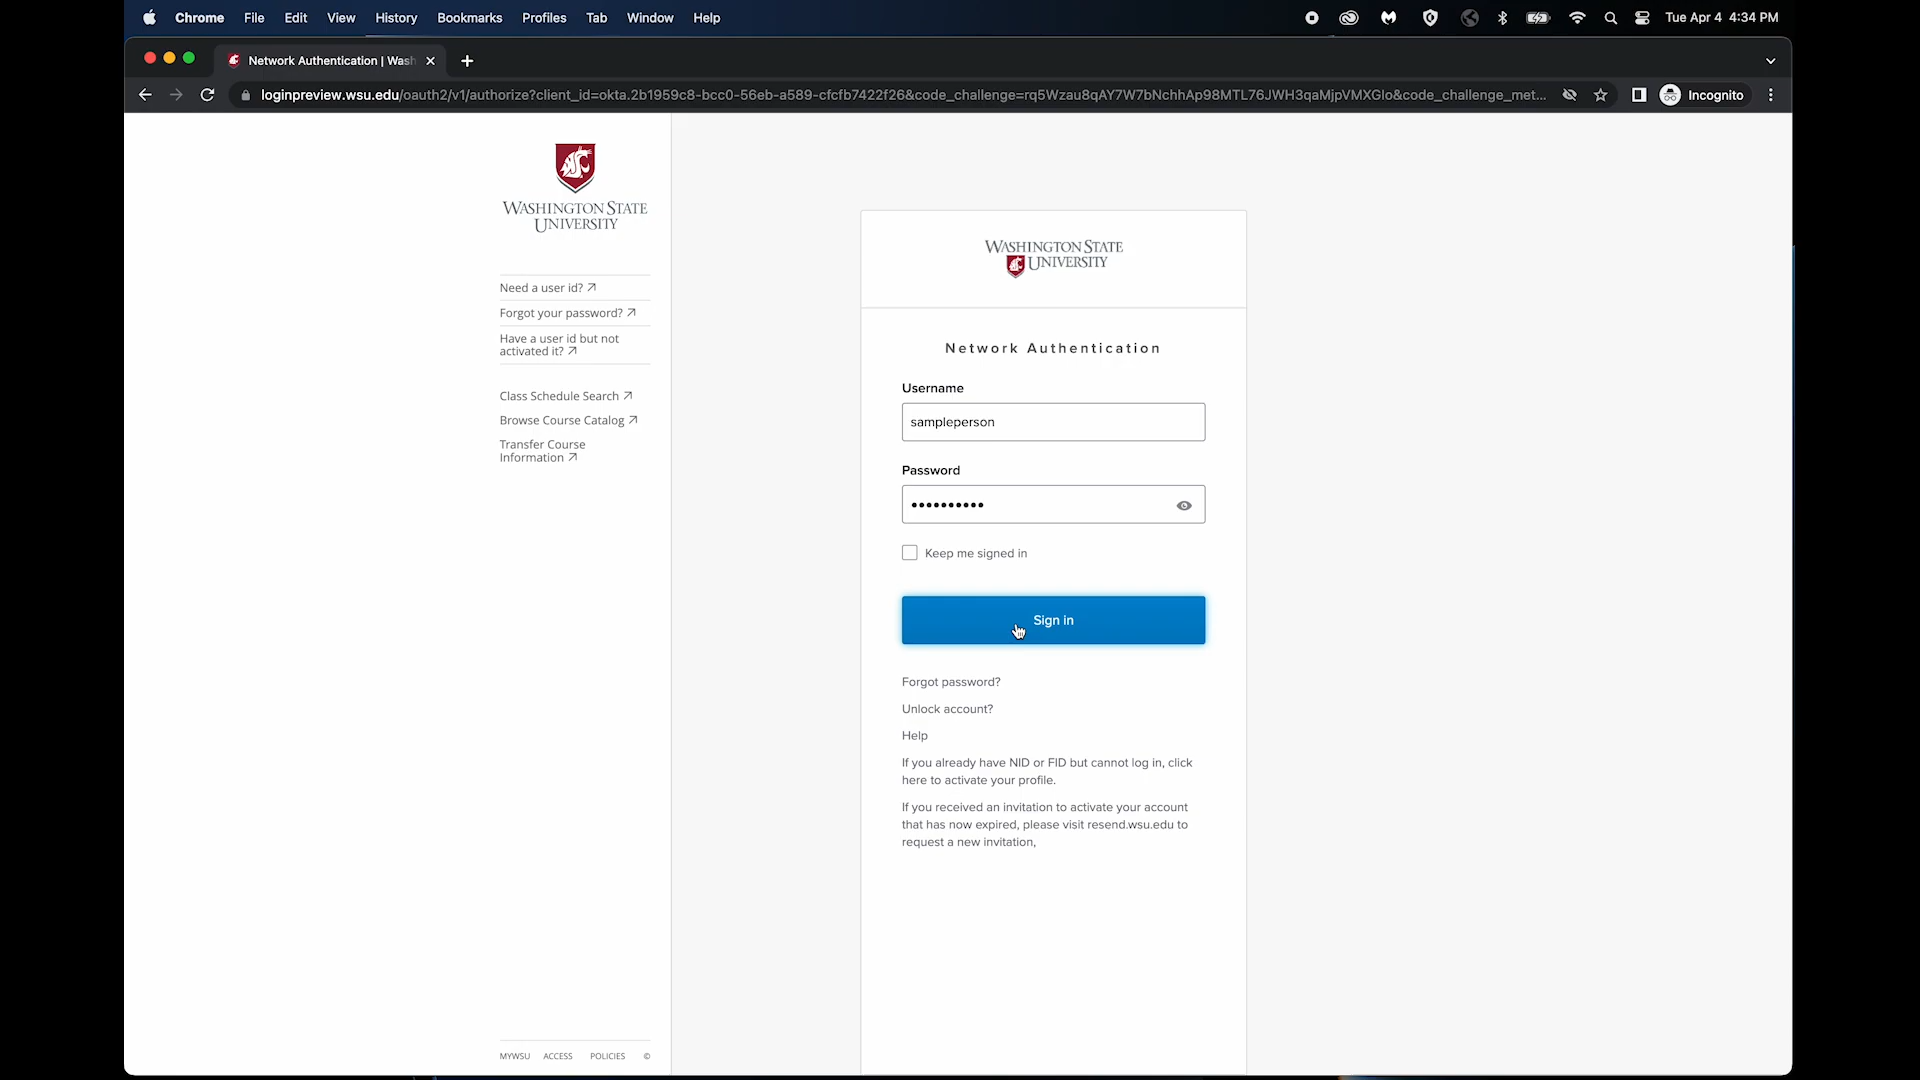 Chrome File Edit View History Bookmarks Profiles Tab Window Help Tue Apr 4 4:34 PM
Network Authentication | Wash
loginpreview.wsu.edu/oauth2/v1/authorize?client_id=okta.2b1959c8-bcc0-56eb-a589-cfcfb7422f26&code_challenge=rq5Wzau8qAY7W7bNchhAp98MTL76JWH3qaMjpVMXGlo&code_challenge_met... Incognito
WASHINGTON STATE
UNIVERSITY
Need a user id?
Forgot your password?
Have a user id but not
activated it?
Class Schedule Search
Browse Course Catalog
Transfer Course
Information
MYWSU ACCESS POLICIES ©
WASHINGTON STATE
UNIVERSITY
Network Authentication
Username
sampleperson
Password
Keep me signed in
Sign in
Forgot password?
Unlock account?
Help
If you already have NID or FID but cannot log in, click
here to activate your profile.
If you received an invitation to activate your account
that has now expired, please visit resend.wsu.edu to
request a new invitation,